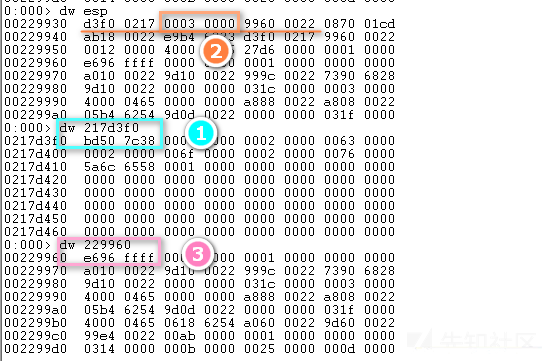 0:000> dw esp
00229930 d3f0 0217 0003 0000 9960 0022 0870 01cd
00229940 ab18 0022 e9b4 d3f0 0217 9960 0022
00229950 0012 0000 4000 27d6 0000 0001 0000
00229960 e696 ffff 0000 0000 0001 0000 0000 0000
00229970 a010 0022 9d10 0022 999c 0022 7390 6828
00229980 9d10 0022 0000 0000 031c 0000 0003 0000
00229990 4000 0465 0000 0000 a888 0022 a808 0022
002299a0 05b4 6254 9d0d 0022 0000 0000 031f 0000
0:000> dw 217d3f0
0217d3f0 bd50 7c38 0000 0002 0000 0063 0000
0217d400 0002 0000 006f 0000 0002 0000 0076 0000
0217d410 5a6c 6558 0001 0000 0000 0000 0000 0000
0217d420 0000 0000 0000 0000 0000 0000 0000 0000
0217d430 0000 0000 0000 0000 0000 0000 0000 0000
0217d440 0000 0000 0000 0000 0000 0000 0000 0000
0217d450 0000 0000 0000 0000 0000 0000 0000 0000
0217d460 0000 0000 0000 0000 0000 0000 0000 0000
0:000> dw 229960
00229960 e696 ffff 0000 0001 0000 0000 0000
00229970 a010 0022 9d10 0022 999c 0022 7390 6828
00229980 9d10 0022 0000 0000 031c 0000 0003 0000
00229990 4000 0465 0000 0000 a888 0022 a808 0022
002299a0 05b4 6254 9d0d 0022 0000 0000 031f 0000
002299b0 4000 0465 0618 6254 a060 0022 9d60 0022
002299c0 99e4 0022 00ab 0000 0001 0000 0000 0000
002299d0 0314 0000 000b 0000 0025 0000 000d 0000
1
2
3
先知社区